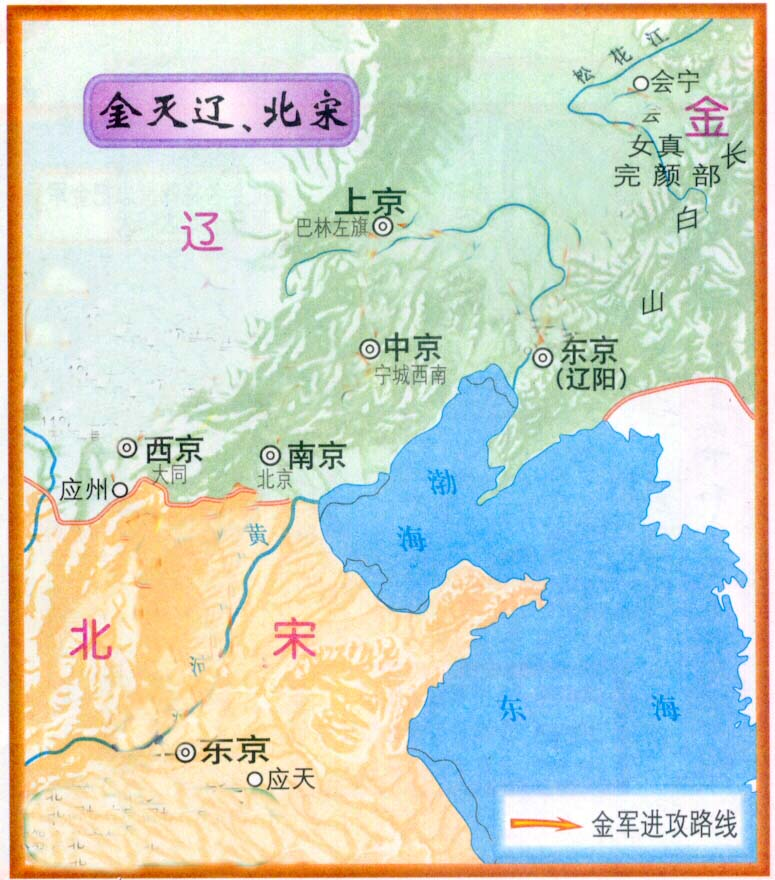 金灭辽、北宋
松花江
会宁
金
云
女真
完颜部
长白山
辽
上京
巴林左旗
中京
宁城西南
东京
(辽阳)
西京
大同
南京
北京
应州
渤海
黄河
北宋
东海
东京
应天
金军进攻路线